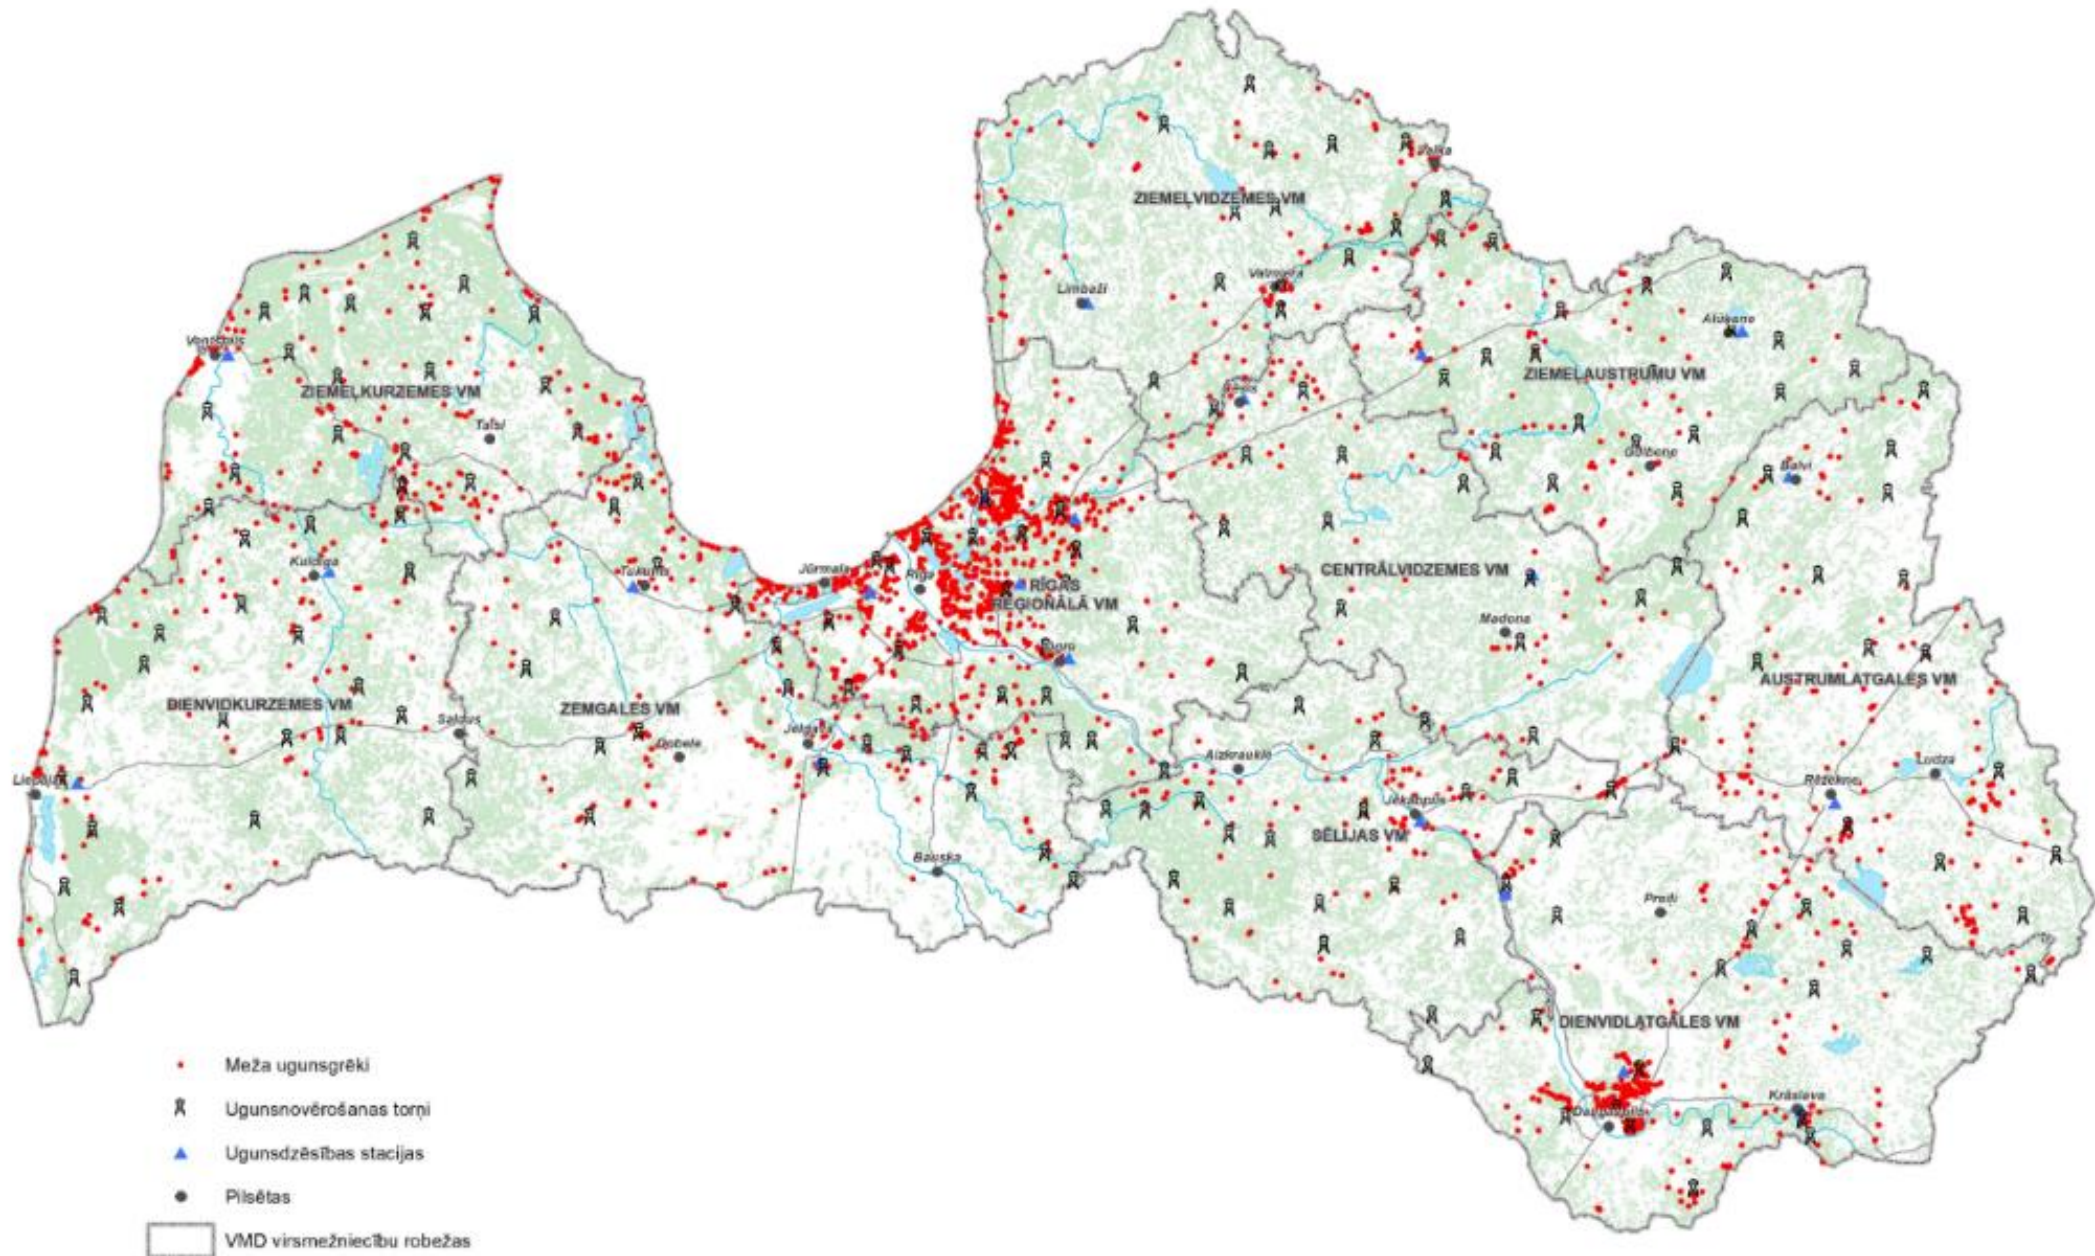 Valka
ZIEMEĻVIDZEMES VM
Valmiera
Limbaži
Ventspils
Alūksne
ZIEMEĻAUSTRUMU VM
ZIEMEĻKURZEMES VM
Talsi
Gulbene
Balvi
Kuldīga
Tukums
Jūrmala
Rīga
RĪGAS
REĢIONĀLĀ VM
CENTRĀLVIDZEMES VM
Madona
Ogre
AUSTRUMLATGALES VM
DIENVIDKURZEMES VM
ZEMGALES VM
Saldus
Jelgava
Dobele
Aizkraukle
Liepāja
Rēzekne
Ludza
Jēkabpils
SĒLIJAS VM
Bauska
Preiļi
DIENVIDLATGALES VM
Krāslava
Daugavpils
Meža ugunsgrēki
Ugunsnovērošanas torņi
Ugunsdzēsības stacijas
Pilsētas
VMD virsmežniecību robežas